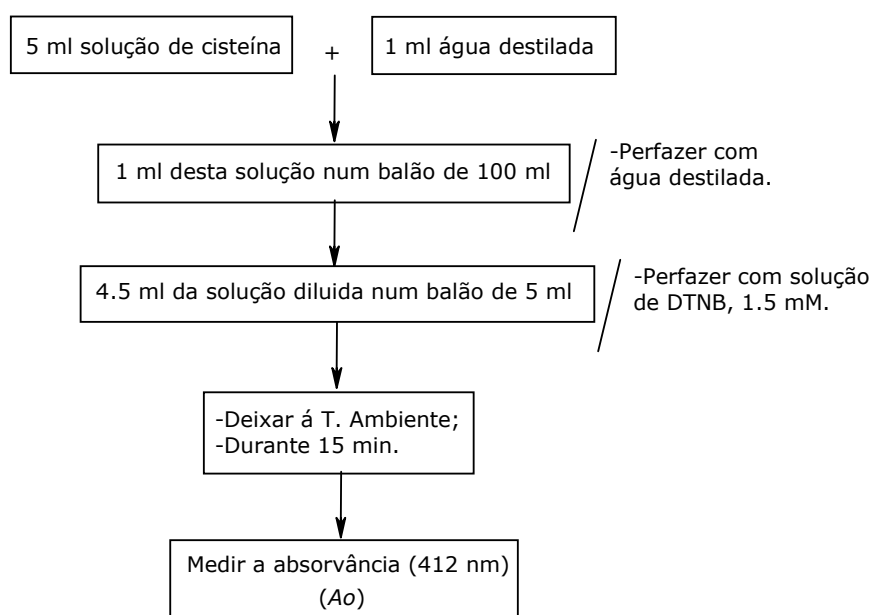 5 ml solução de cisteína
+
1 ml água destilada
1 ml desta solução num balão de 100 ml
-Perfazer com
água destilada.
4.5 ml da solução diluida num balão de 5 ml
-Perfazer com solução
de DTNB, 1.5 mM.
-Deixar á T. Ambiente;
-Durante 15 min.
Medir a absorvância (412 nm)
(Ao)